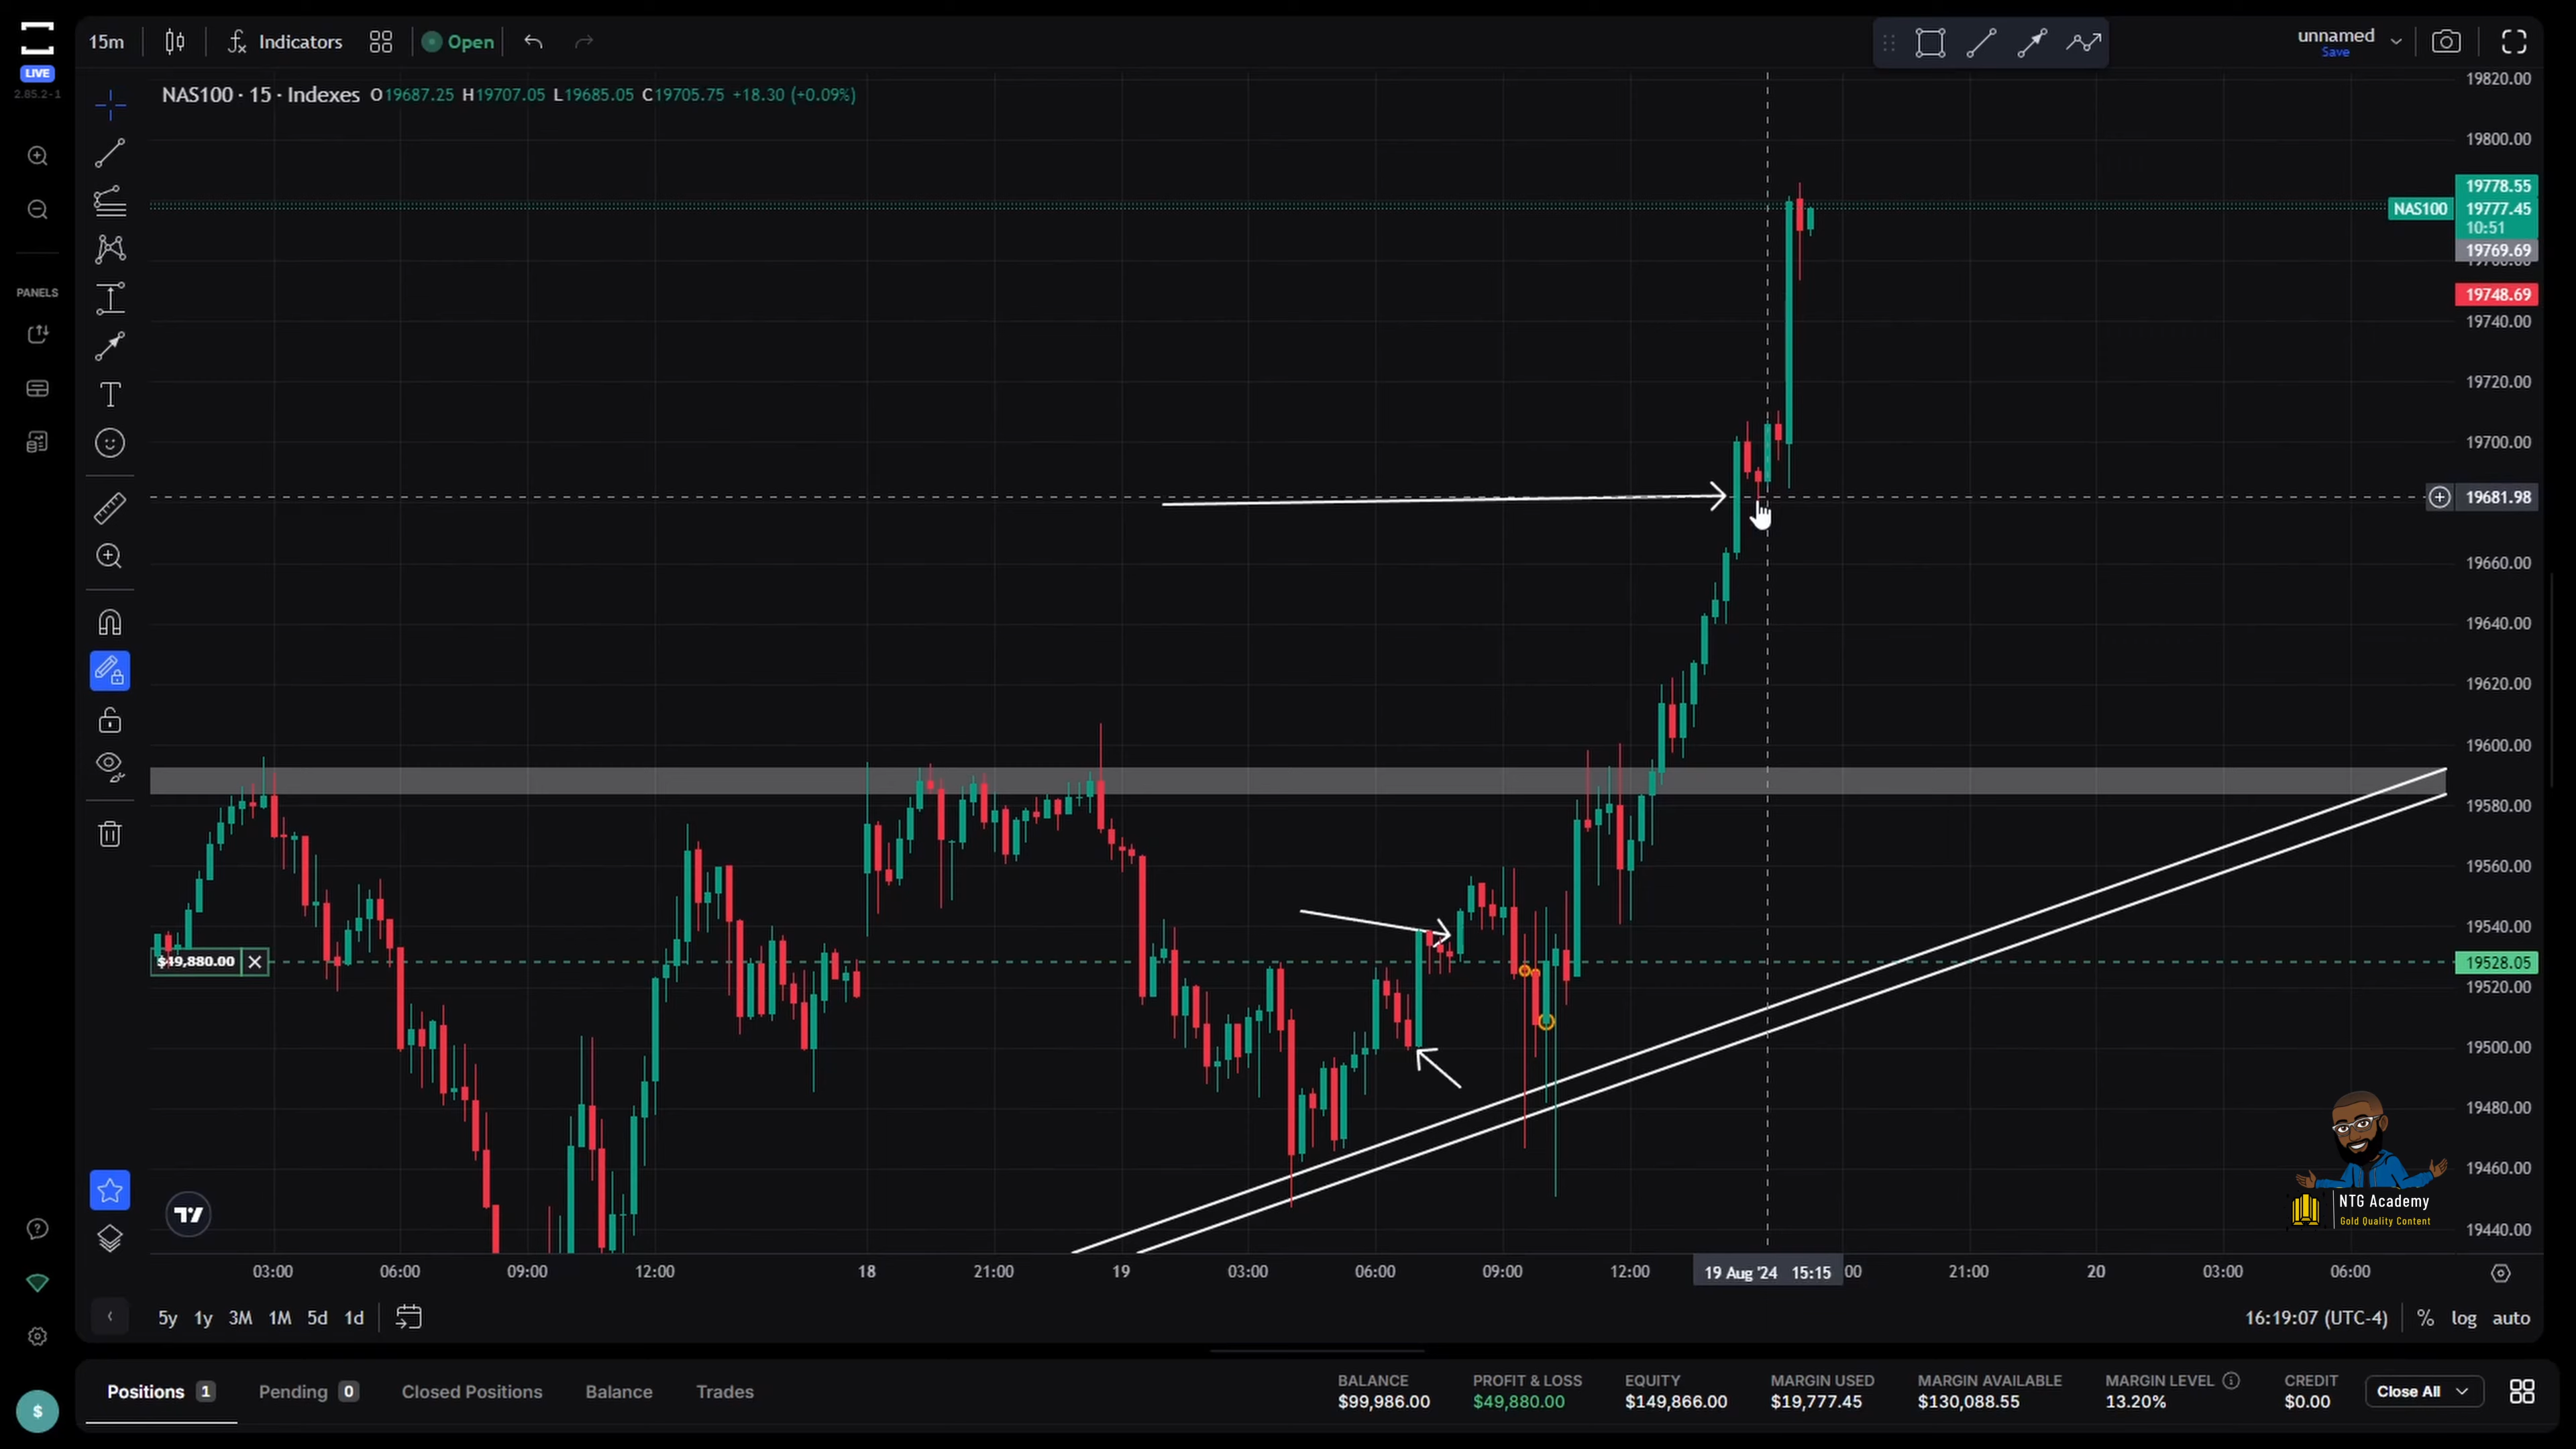 15m
Indicators
Open
unnamed
Save
LIVE
2.85.2-1
NAS100 · 15 · Indexes O19687.25 H19707.05 L19685.05 C19705.75 +18.30 (+0.09%)
PANELS
19820.00
19800.00
19778.55
NAS100 19777.45
10:51
19769.69
19748.69
19740.00
19720.00
19700.00
19681.98
19660.00
19640.00
19620.00
19600.00
19580.00
19560.00
19540.00
$49,880.00
19528.05
19520.00
19500.00
19480.00
19460.00
19440.00
NTG Academy
Gold Quality Content
03:00 06:00 09:00 12:00 18 21:00 19 03:00 06:00 09:00 12:00 19 Aug '24 15:15 00 21:00 20 03:00 06:00
5y 1y 3M 1M 5d 1d
16:19:07 (UTC-4) % log auto
Positions 1 Pending 0 Closed Positions Balance Trades
BALANCE PROFIT & LOSS EQUITY MARGIN USED MARGIN AVAILABLE MARGIN LEVEL CREDIT
$99,986.00 $49,880.00 $149,866.00 $19,777.45 $130,088.55 13.20% $0.00
Close All
$